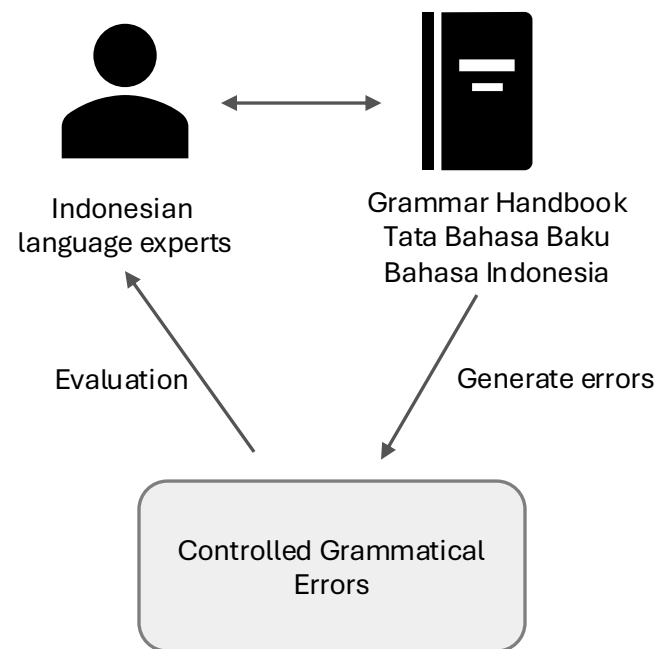 Indonesian
language experts
Grammar Handbook
Tata Bahasa Baku
Bahasa Indonesia
Evaluation
Generate errors
Controlled Grammatical
Errors